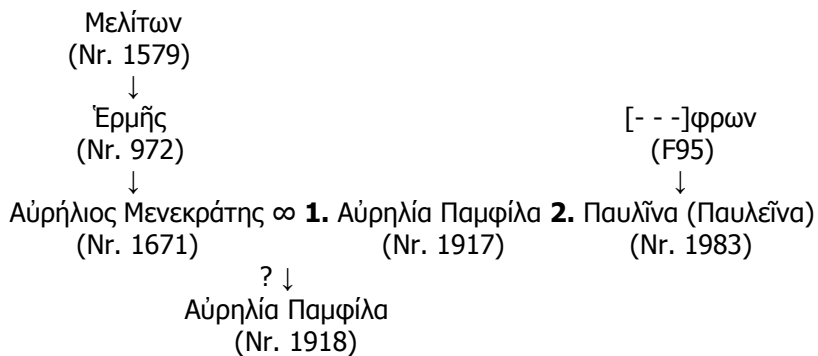 Μελίτων
(Nr. 1579)
↓
Ἑρμῆς [- - -]φρων
(Nr. 972) (F95)
↓ ↓
Αὐρήλιος Μενεκράτης ∞ 1. Αὐρηλία Παμφίλα 2. Παυλῖνα (Παυλεῖνα)
(Nr. 1671) (Nr. 1917) (Nr. 1983)
? ↓
Αὐρηλία Παμφίλα
(Nr. 1918)